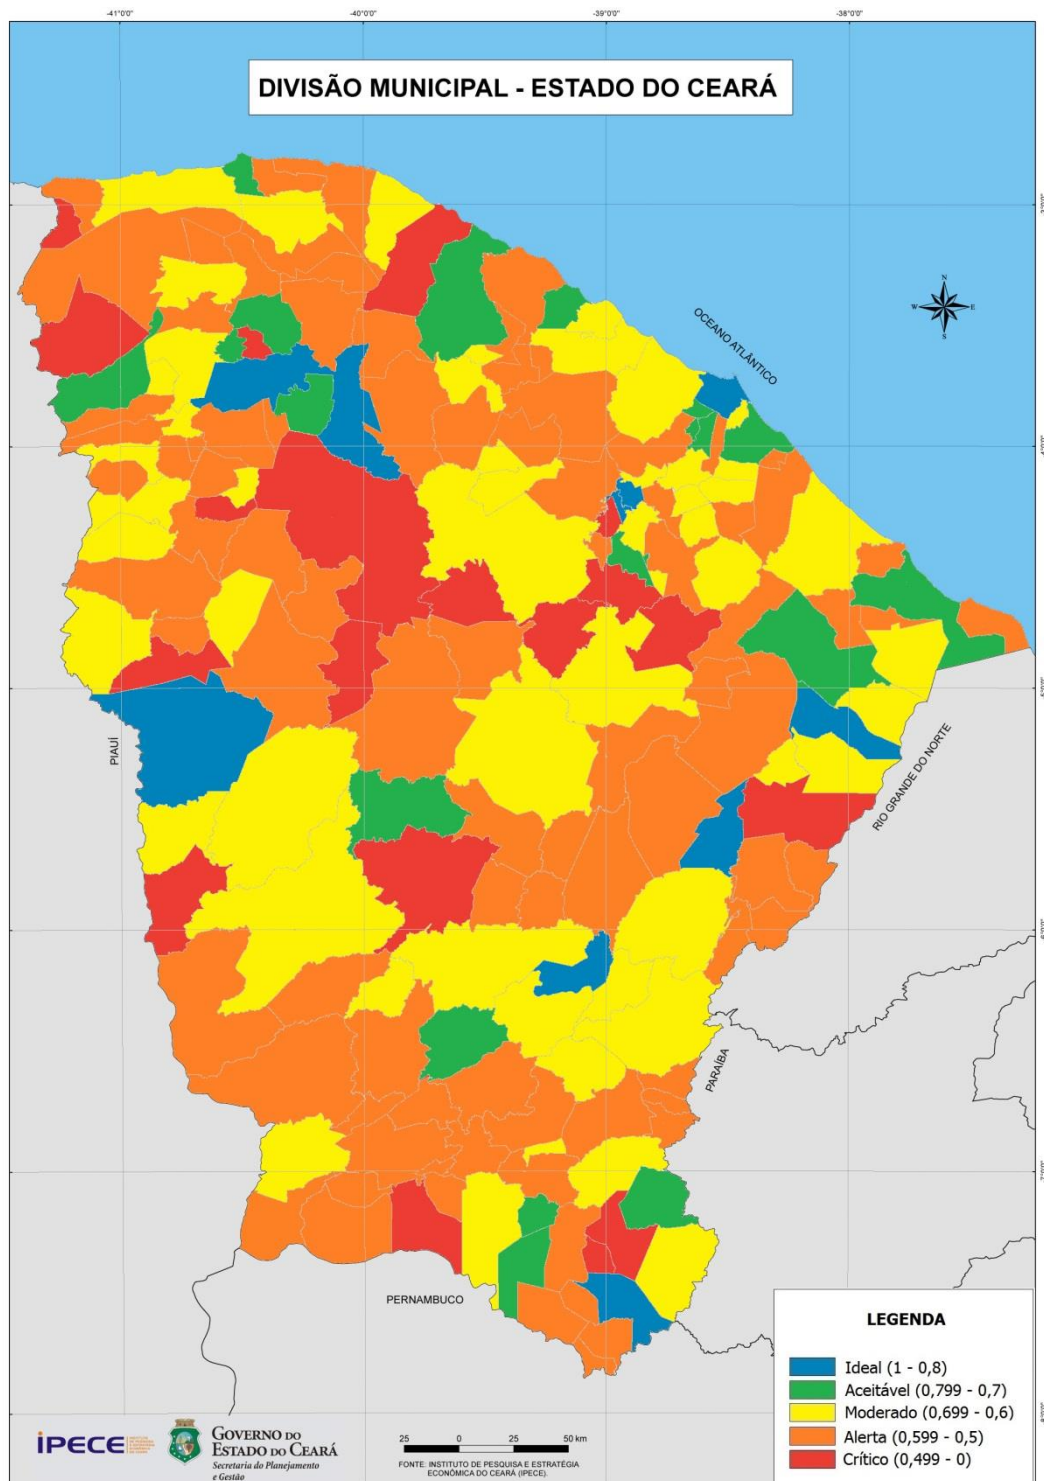 -41°0'0"
-40°0'0"
-39°0'0"
-38°0'0"
DIVISÃO MUNICIPAL - ESTADO DO CEARÁ
N
W
E
S
OCEANO ATLÂNTICO
PIAUÍ
RIO GRANDE DO NORTE
PARAÍBA
PERNAMBUCO
LEGENDA
Ideal (1 - 0,8)
Aceitável (0,799 - 0,7)
Moderado (0,699 - 0,6)
Alerta (0,599 - 0,5)
Crítico (0,499 - 0)
iPECE
GOVERNO DO
ESTADO DO CEARÁ
Secretaria do Planejamento
e Gestão
25 0 25 50 km
FONTE: INSTITUTO DE PESQUISA E ESTRATÉGIA
ECONÔMICA DO CEARÁ (IPECE).